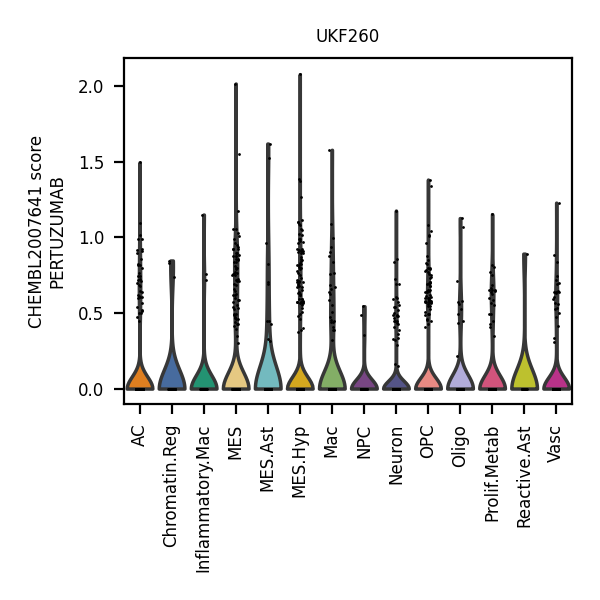 UKF260
CHEMBL2007641 score
PERTUZUMAB
2.0
1.5
1.0
0.5
0.0
AC
Chromatin.Reg
Inflammatory.Mac
MES
MES.Ast
MES.Hyp
Mac
NPC
Neuron
OPC
Oligo
Prolif.Metab
Reactive.Ast
Vasc